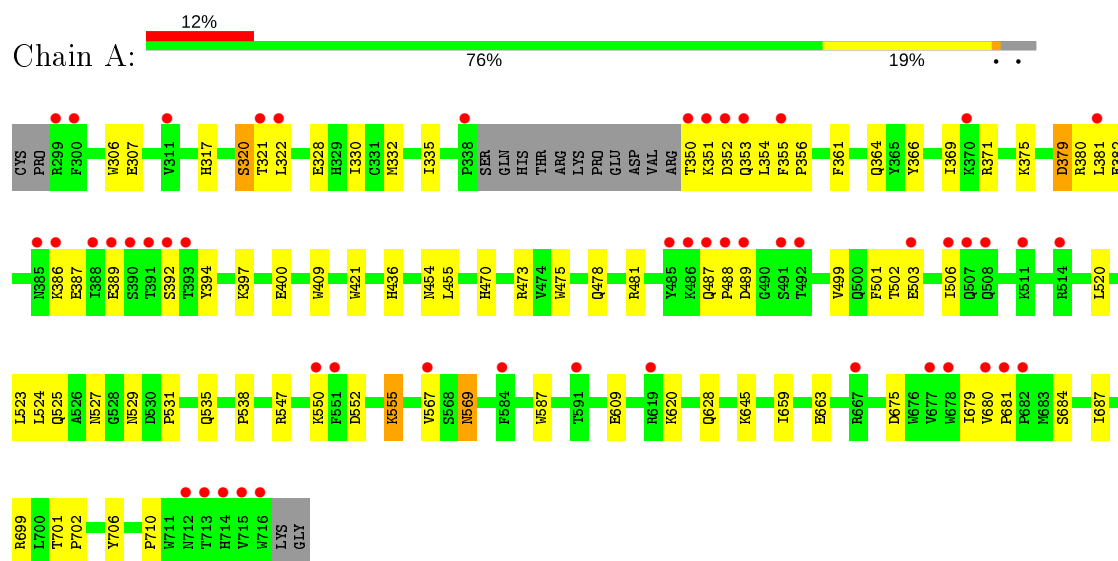 12%
Chain A:
76% 19% • •
CYS PRO R299 F300 W306 E307 V311 H317 S320 T321 L322 E328 H329 I330 C331 M332 I335 P338 SER GLN HIS THR ARG LYS PRO GLU ASP VAL ARG T350 K351 D352 Q353 L354 F355 P356 F361 Q364 Y365 Y366 I369 K370 R371 K375 D379 R380 L381
N385 K386 E387 I388 E389 S390 T391 S392 T393 Y394 K397 E400 W409 W421 H436 N454 L455 H470 R473 V474 W475 Q478 R481 Y485 K486 Q487 P488 D489 G490 S491 T492 V499 Q500 F501 T502 E503 I506 Q507 Q508 K511 R514 L520
L523 L524 Q525 A526 N527 G528 N529 D530 P531 Q535 P538 R547 K550 F551 D552 K555 V567 S568 N569 F584 W587 T591 E609 R619 K620 Q628 K645 I659 E663 R667 D675 W676 V677 W678 I679 V680 P681 P682 M683 S684 I687
R699 L700 T701 P702 Y706 P710 W711 N712 T713 H714 V715 W716 LYS GLY